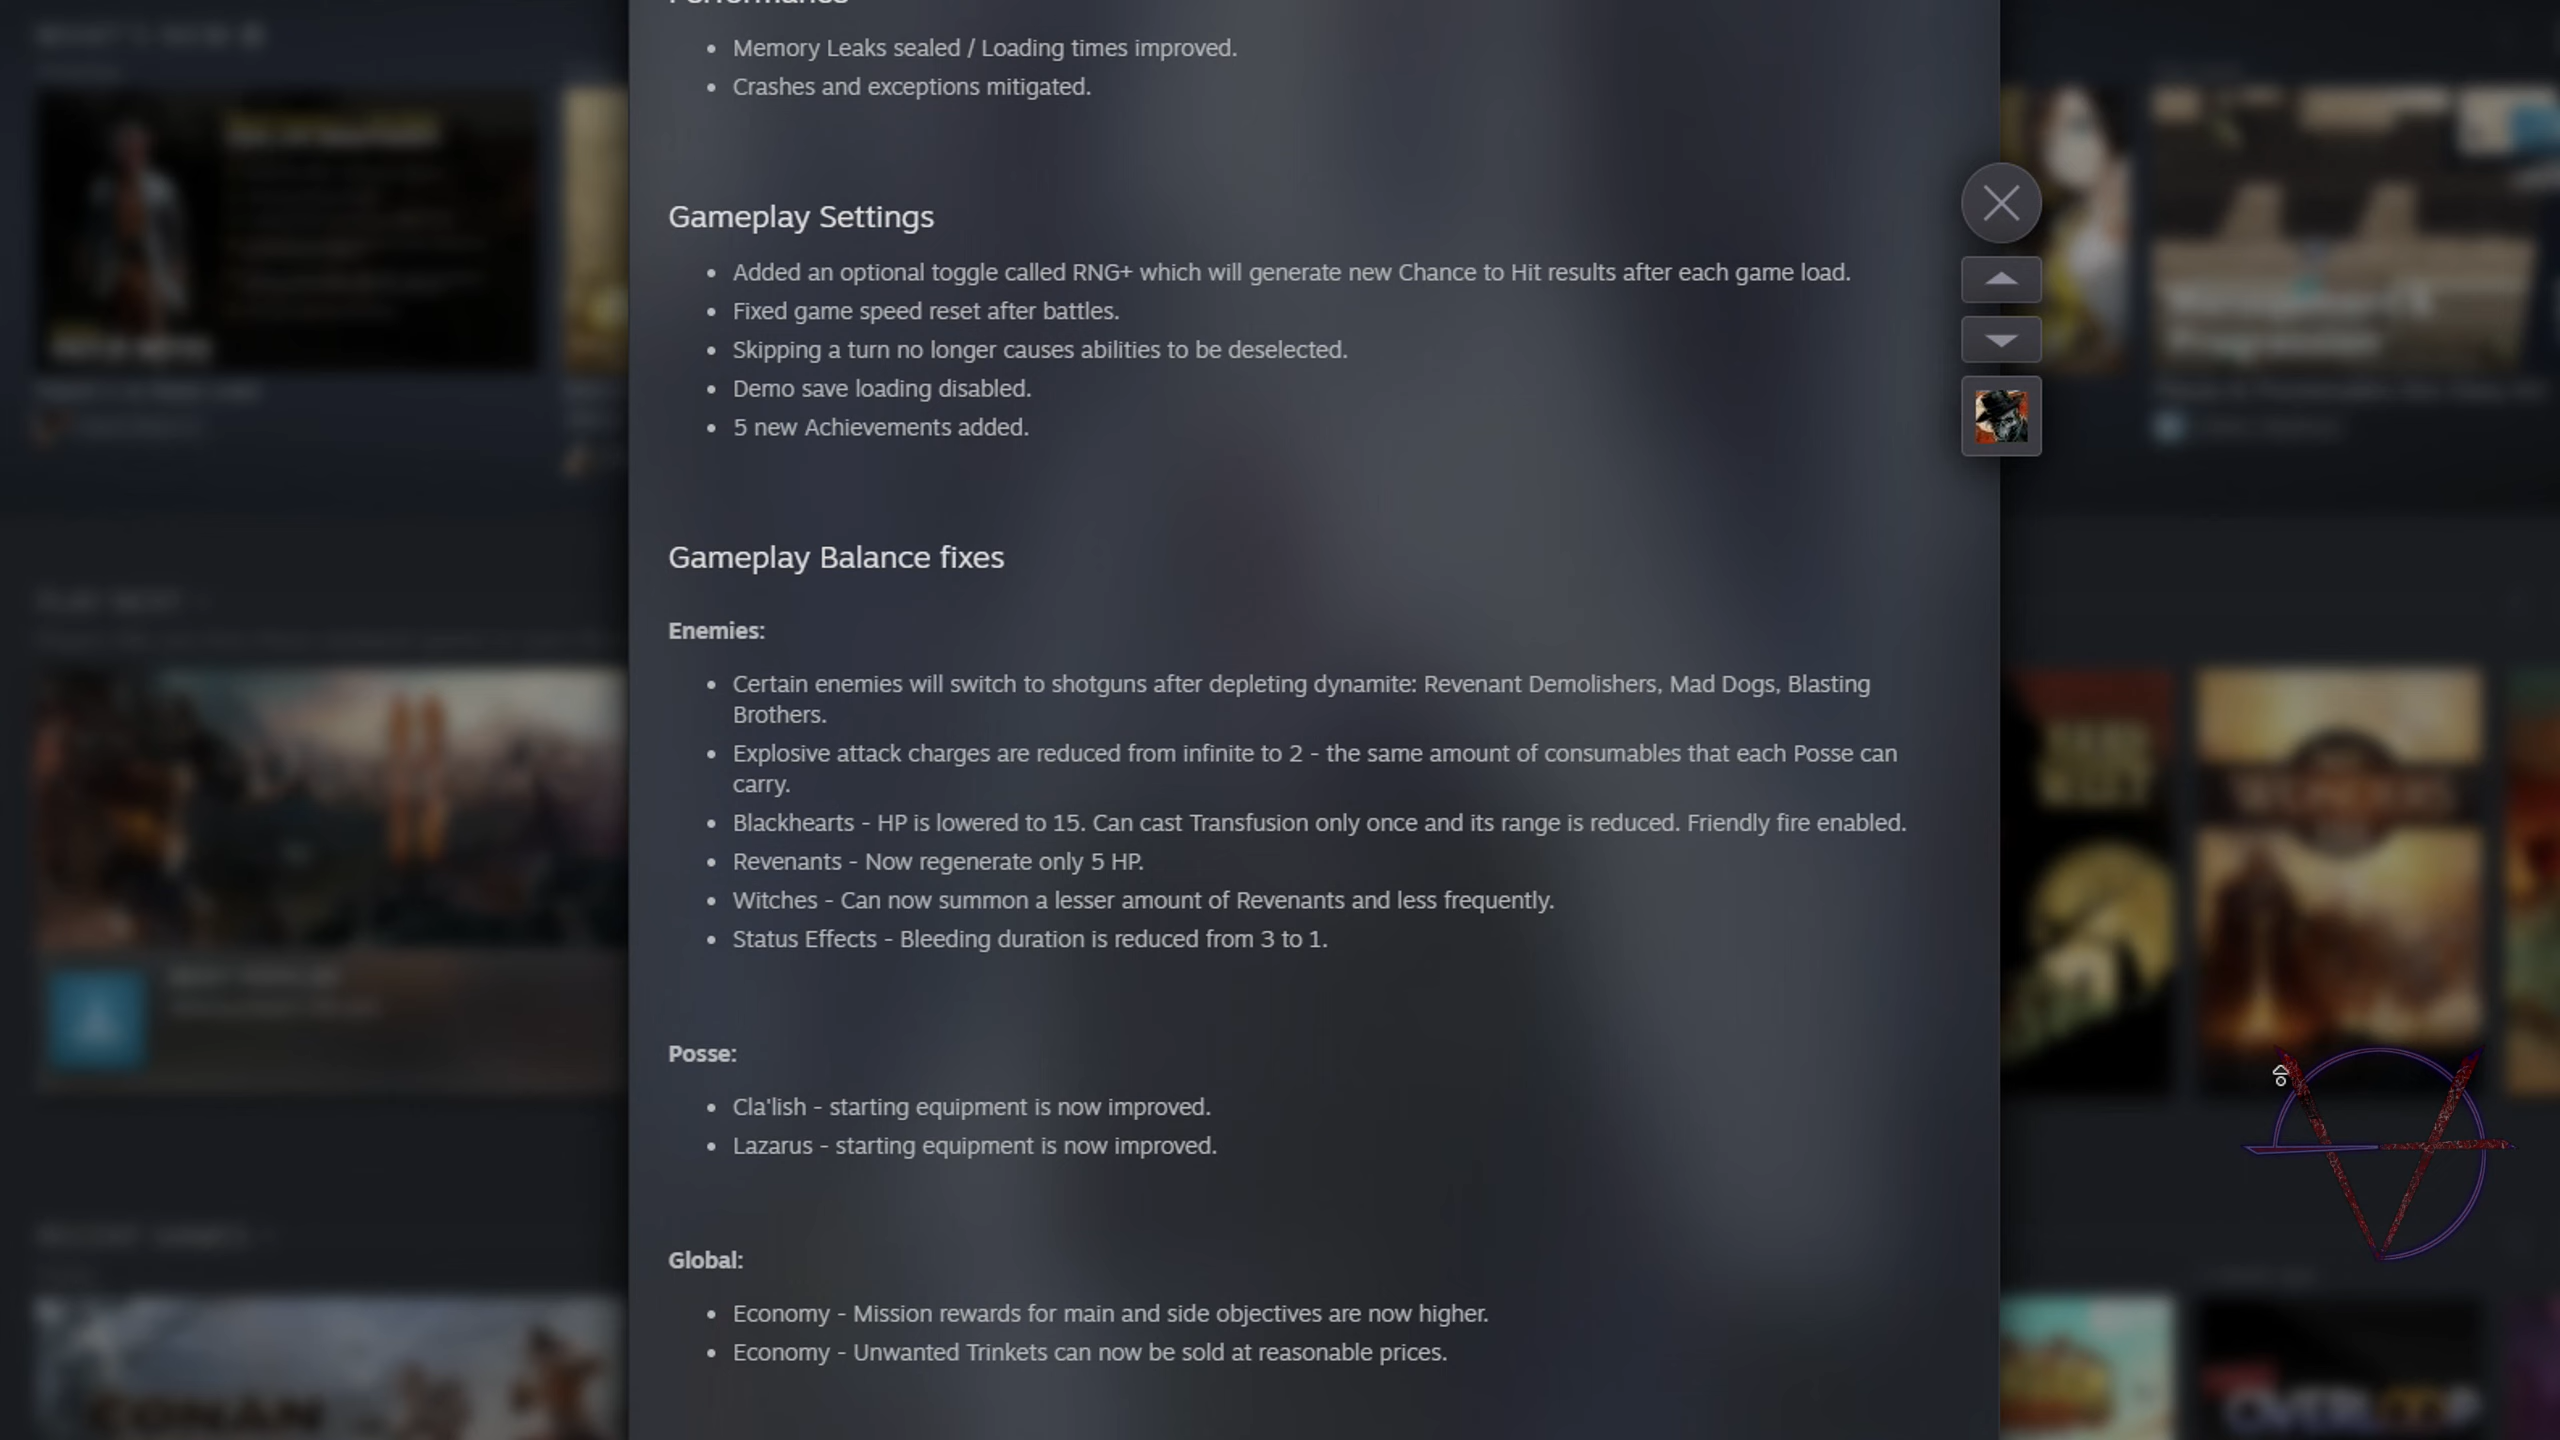 Performance
Memory Leaks sealed / Loading times improved.
Crashes and exceptions mitigated.
Gameplay Settings
Added an optional toggle called RNG+ which will generate new Chance to Hit results after each game load.
Fixed game speed reset after battles.
Skipping a turn no longer causes abilities to be deselected.
Demo save loading disabled.
5 new Achievements added.
Gameplay Balance fixes
Enemies:
Certain enemies will switch to shotguns after depleting dynamite: Revenant Demolishers, Mad Dogs, Blasting
Brothers.
Explosive attack charges are reduced from infinite to 2 - the same amount of consumables that each Posse can
carry.
Blackhearts - HP is lowered to 15. Can cast Transfusion only once and its range is reduced. Friendly fire enabled.
Revenants - Now regenerate only 5 HP.
Witches - Can now summon a lesser amount of Revenants and less frequently.
Status Effects - Bleeding duration is reduced from 3 to 1.
Posse:
Cla'lish - starting equipment is now improved.
Lazarus - starting equipment is now improved.
Global:
Economy - Mission rewards for main and side objectives are now higher.
Economy - Unwanted Trinkets can now be sold at reasonable prices.
CONAN